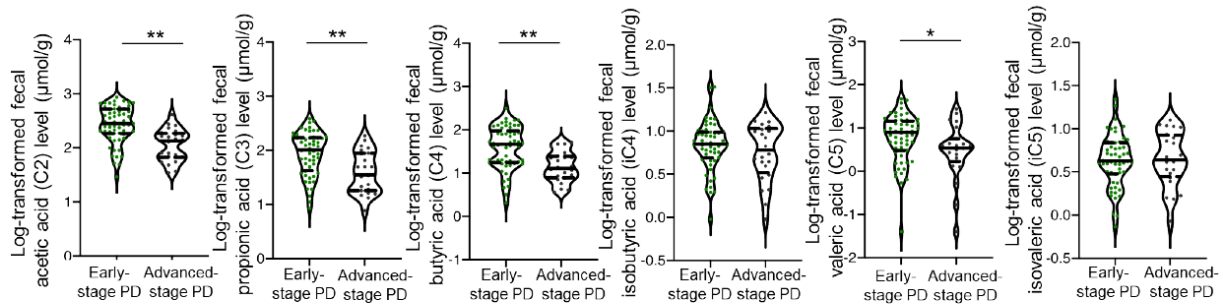 Log-transformed fecal
acetic acid (C2) level (μmol/g)
4
3
2
1
0
**
Early-
stage PD
Advanced-
stage PD
Log-transformed fecal
propionic acid (C3) level (μmol/g)
4
3
2
1
0
**
Early-
stage PD
Advanced-
stage PD
Log-transformed fecal
butyric acid (C4) level (μmol/g)
4
3
2
1
0
-1
**
Early-
stage PD
Advanced-
stage PD
Log-transformed fecal
isobutyric acid (iC4) level (μmol/g)
2.0
1.5
1.0
0.5
0.0
-0.5
Early-
stage PD
Advanced-
stage PD
Log-transformed fecal
valeric acid (C5) level (μmol/g)
3
2
1
0
-1
-2
*
Early-
stage PD
Advanced-
stage PD
Log-transformed fecal
isovaleric acid (iC5) level (μmol/g)
2.0
1.5
1.0
0.5
0.0
-0.5
Early-
stage PD
Advanced-
stage PD